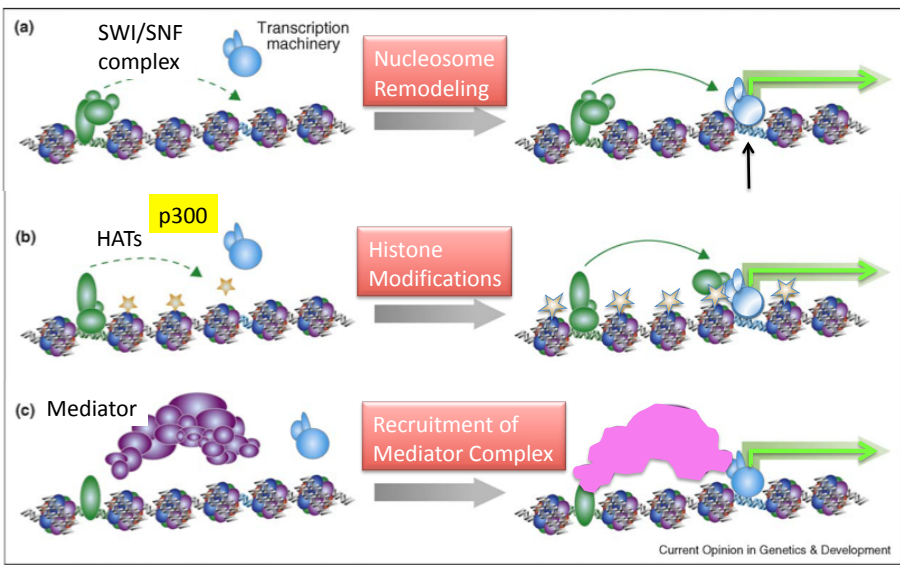 (a)
SWI/SNF
complex
Transcription
machinery
Nucleosome
Remodeling
(b)
p300
HATs
Histone
Modifications
(c) Mediator
Recruitment of
Mediator Complex
Current Opinion in Genetics & Development